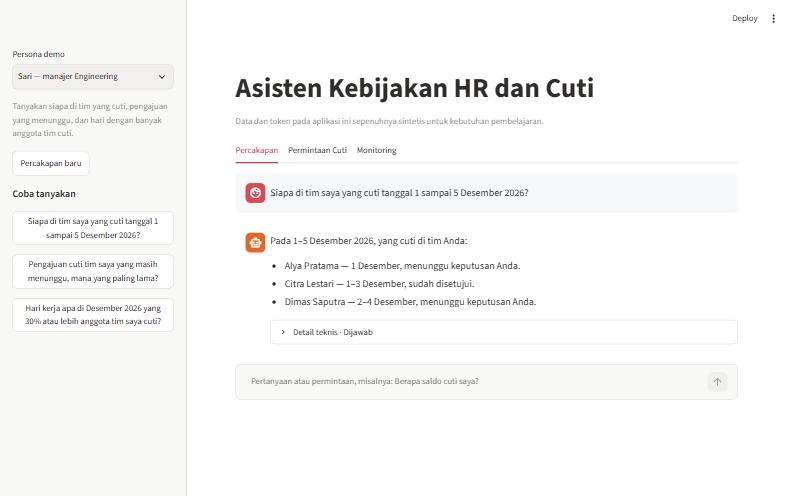 Deploy
Persona demo
Sari — manajer Engineering
Tanyakan siapa di tim yang cuti, pengajuan
yang menunggu, dan hari dengan banyak
anggota tim cuti.
Percakapan baru
Coba tanyakan
Siapa di tim saya yang cuti tanggal 1
sampai 5 Desember 2026?
Pengajuan cuti tim saya yang masih
menunggu, mana yang paling lama?
Hari kerja apa di Desember 2026 yang
30% atau lebih anggota tim saya cuti?
Asisten Kebijakan HR dan Cuti
Data dan token pada aplikasi ini sepenuhnya sintetis untuk kebutuhan pembelajaran.
Percakapan Permintaan Cuti Monitoring
Siapa di tim saya yang cuti tanggal 1 sampai 5 Desember 2026?
Pada 1–5 Desember 2026, yang cuti di tim Anda:
• Alya Pratama — 1 Desember, menunggu keputusan Anda.
• Citra Lestari — 1–3 Desember, sudah disetujui.
• Dimas Saputra — 2–4 Desember, menunggu keputusan Anda.
Detail teknis · Dijawab
Pertanyaan atau permintaan, misalnya: Berapa saldo cuti saya?